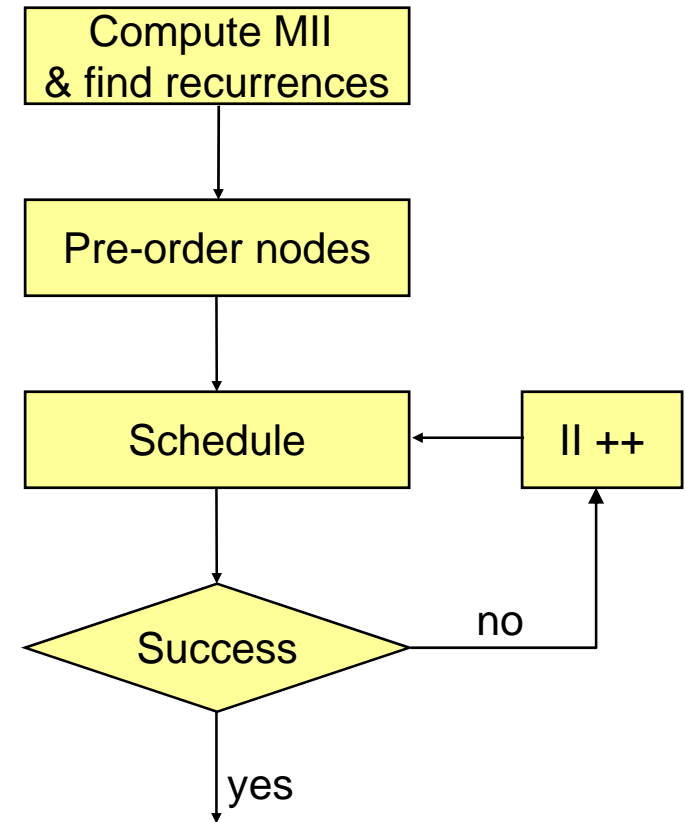 Compute MII
& find recurrences
Pre-order nodes
Schedule
II ++
Success
no
yes